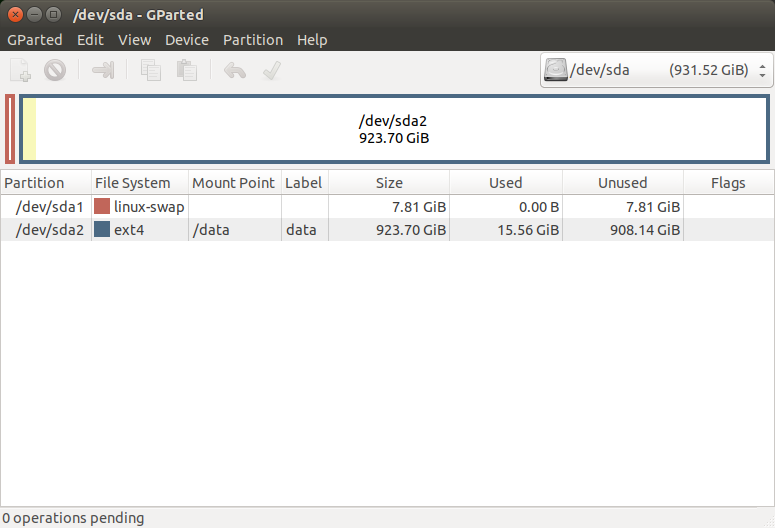 /dev/sda - GParted
GParted Edit View Device Partition Help
/dev/sda (931.52 GiB)
/dev/sda2
923.70 GiB
Partition File System Mount Point Label Size Used Unused Flags
/dev/sda1 linux-swap 7.81 GiB 0.00 B 7.81 GiB
/dev/sda2 ext4 /data data 923.70 GiB 15.56 GiB 908.14 GiB
0 operations pending